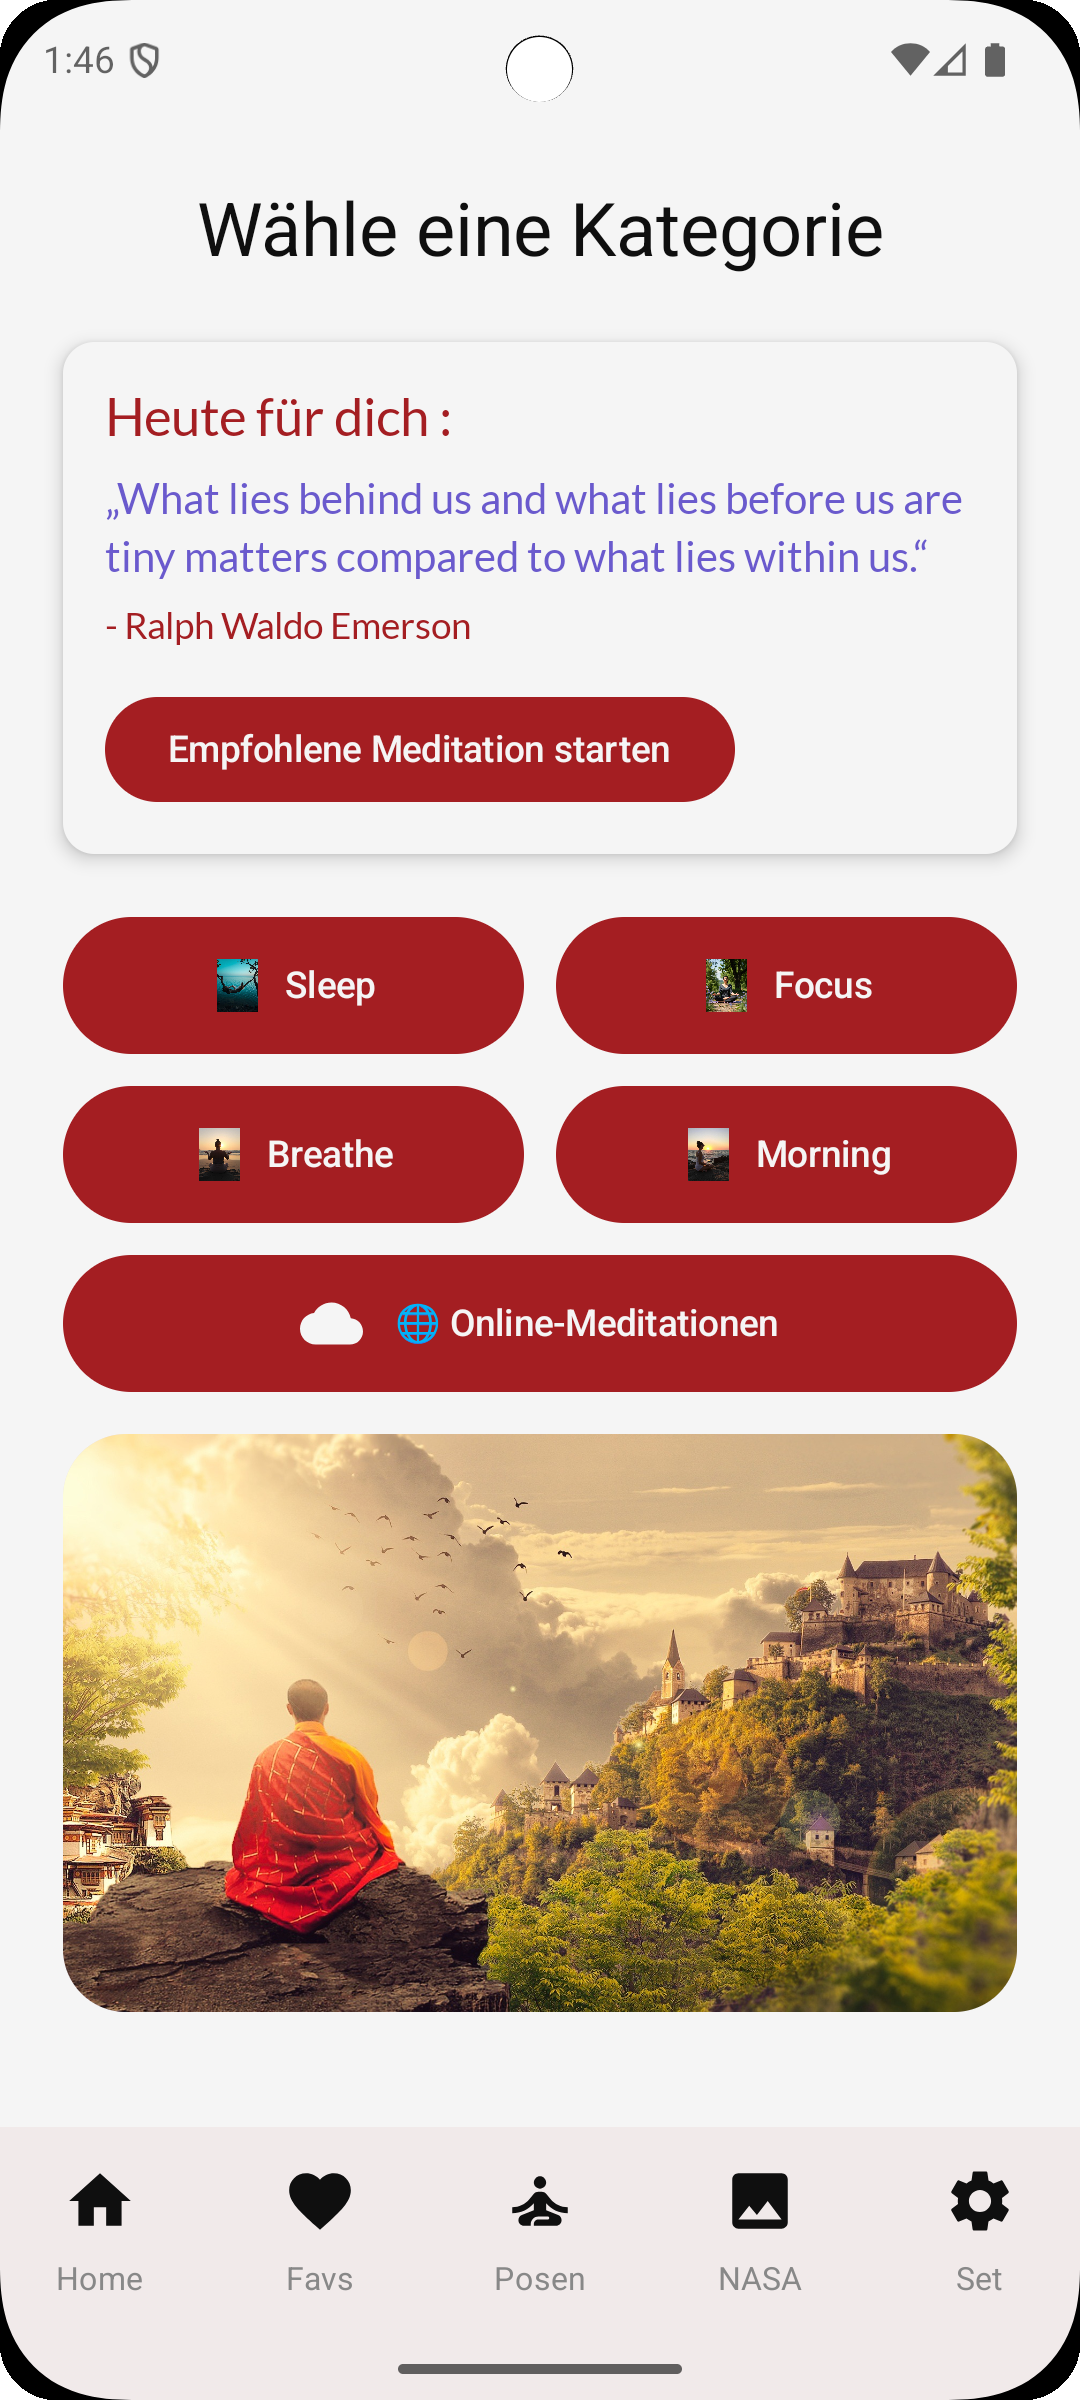 1:46
Wähle eine Kategorie
Heute für dich :
„What lies behind us and what lies before us are
tiny matters compared to what lies within us.“
- Ralph Waldo Emerson
Empfohlene Meditation starten
Sleep
Focus
Breathe
Morning
🌐 Online-Meditationen
Home
Favs
Posen
NASA
Set